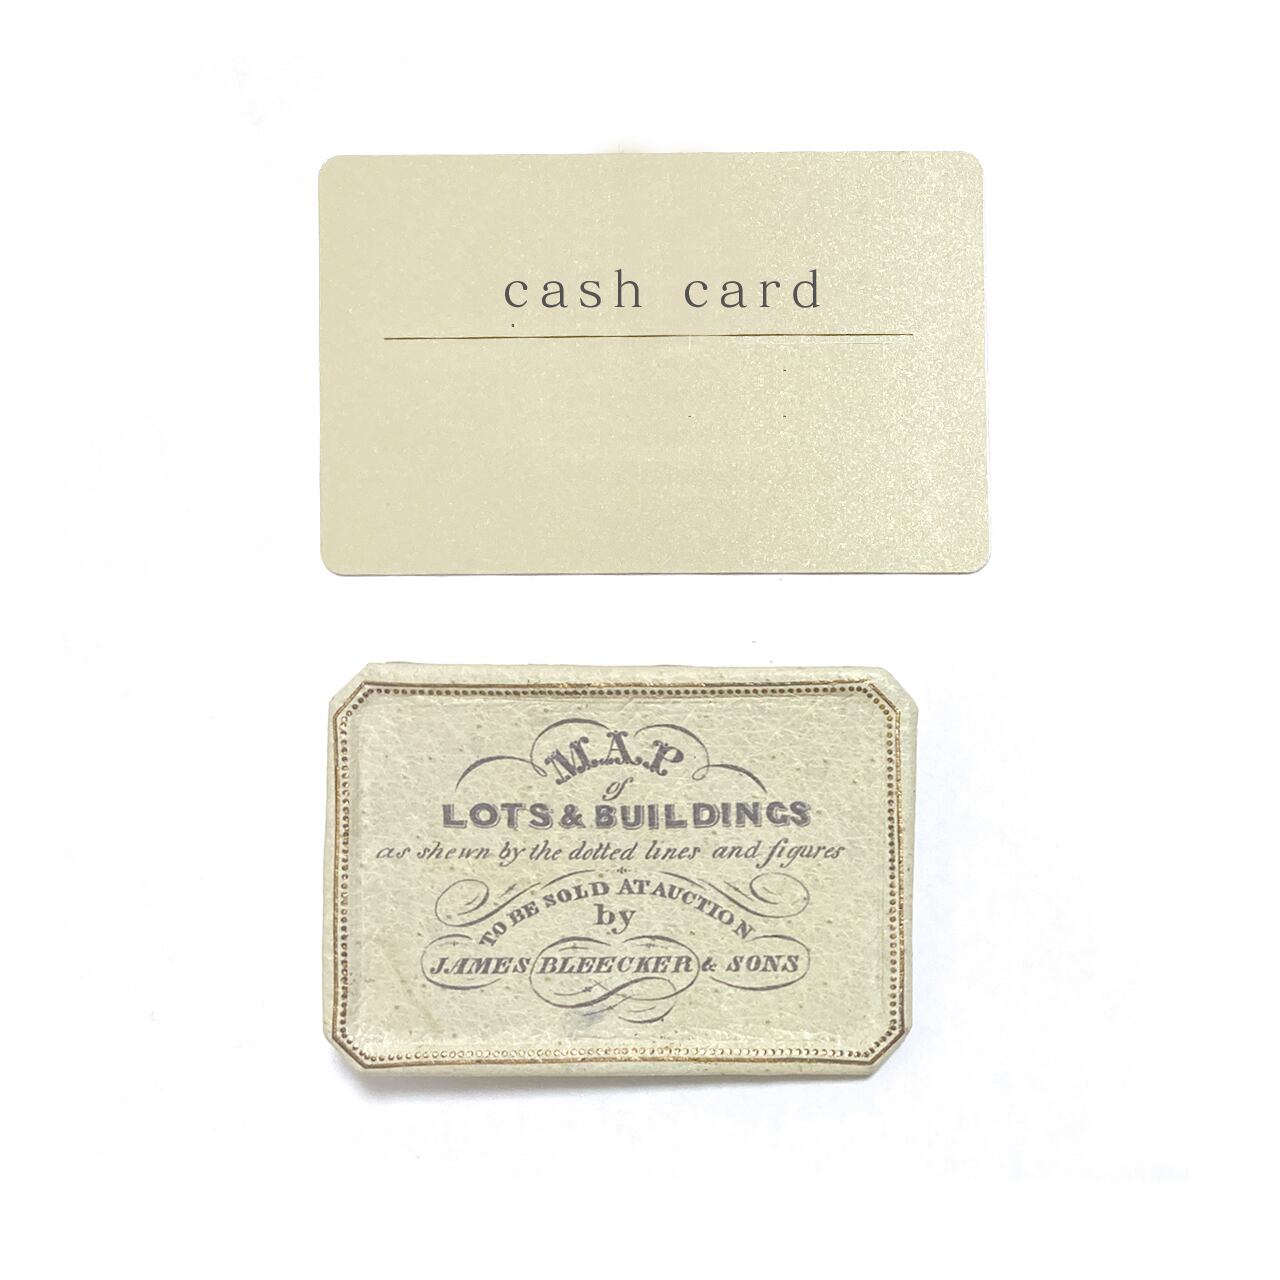 cash card
MAP
of
LOTS & BUILDINGS
as shewn by the dotted lines and figures
TO BE SOLD AT AUCTION
by
JAMES BLEECKER & SONS